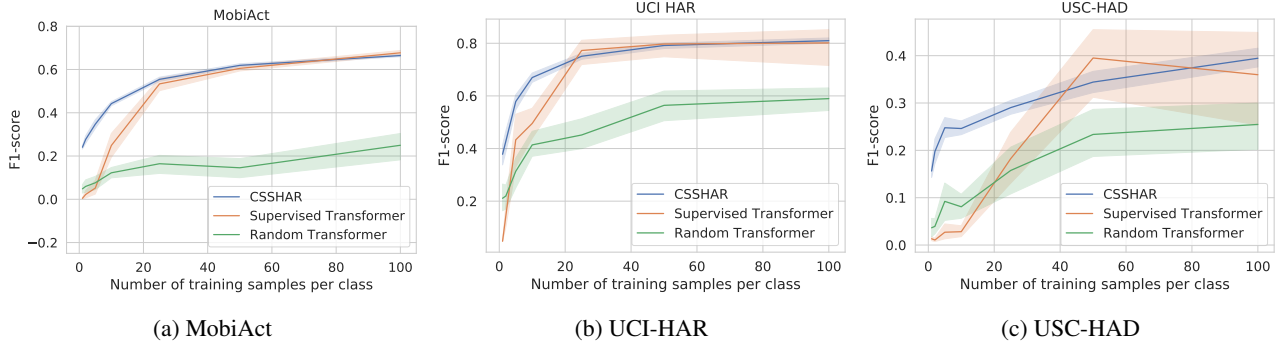 MobiAct
F1-score
0.8
0.6
0.4
0.2
0.0
−0.2
0 20 40 60 80 100
Number of training samples per class
CSSHAR
Supervised Transformer
Random Transformer
(a) MobiAct
UCI HAR
F1-score
0.8
0.6
0.4
0.2
0 20 40 60 80 100
Number of training samples per class
CSSHAR
Supervised Transformer
Random Transformer
(b) UCI-HAR
USC-HAD
F1-score
0.4
0.3
0.2
0.1
0.0
0 20 40 60 80 100
Number of training samples per class
CSSHAR
Supervised Transformer
Random Transformer
(c) USC-HAD